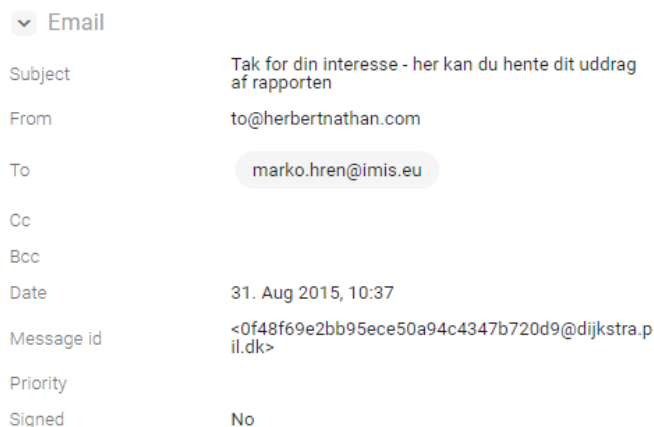 Email
Subject
Tak for din interesse - her kan du hente dit uddrag
af rapporten
From
to@herbertnathan.com
To
marko.hren@imis.eu
Cc
Bcc
Date
31. Aug 2015, 10:37
Message id
<0f48f69e2bb95ece50a94c4347b720d9@dijkstra.p
il.dk>
Priority
Signed
No